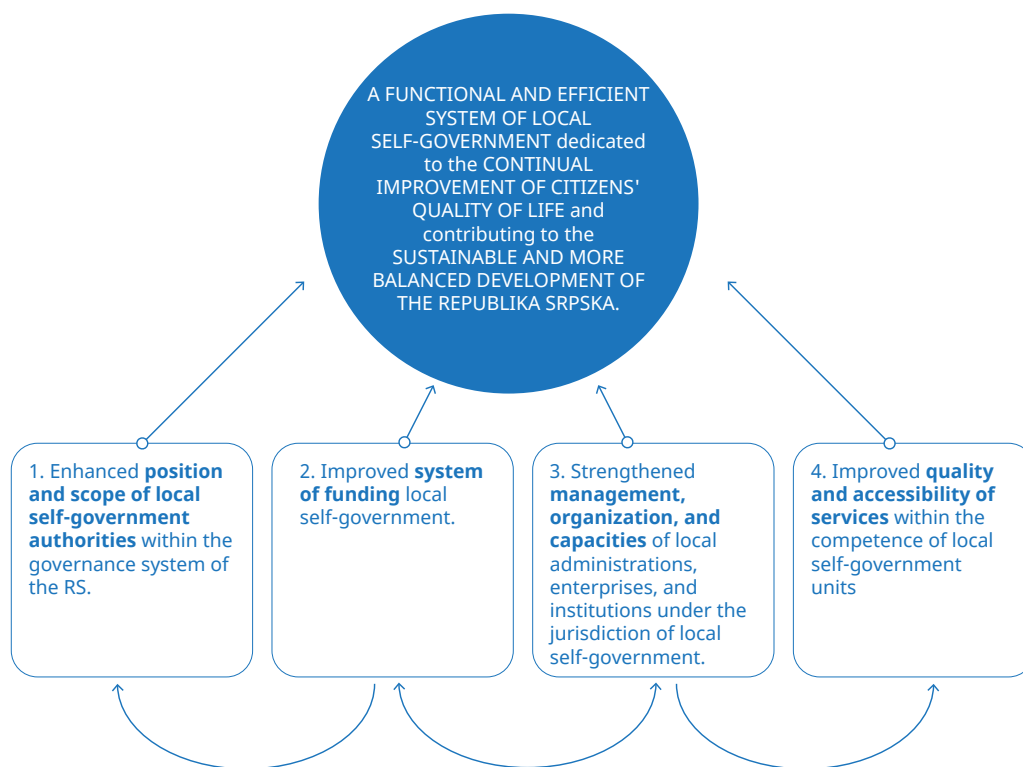 A FUNCTIONAL AND EFFICIENT
SYSTEM OF LOCAL
SELF-GOVERNMENT dedicated
to the CONTINUAL
IMPROVEMENT OF CITIZENS'
QUALITY OF LIFE and
contributing to the
SUSTAINABLE AND MORE
BALANCED DEVELOPMENT OF
THE REPUBLIKA SRPSKA.
1. Enhanced position
and scope of local
self-government
authorities within the
governance system of
the RS.
2. Improved system
of funding local
self-government.
3. Strengthened
management,
organization, and
capacities of local
administrations,
enterprises, and
institutions under the
jurisdiction of local
self-government.
4. Improved quality
and accessibility of
services within the
competence of local
self-government
units